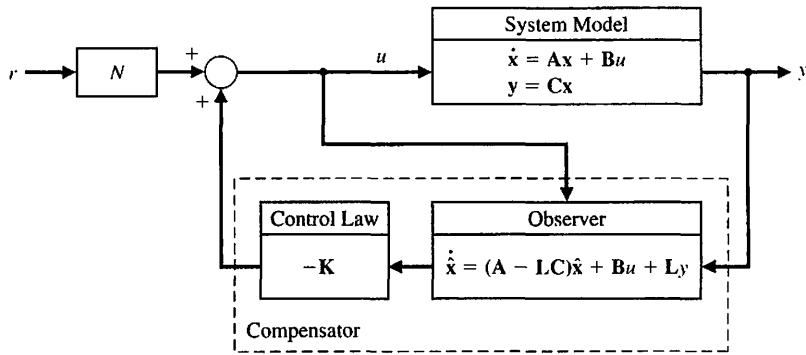 System Model
r
N
+
+
u
ẋ = Ax + Bu
y = Cx
y
Control Law
−K
Observer
x̂̇ = (A − LC)x̂ + Bu + Ly
Compensator